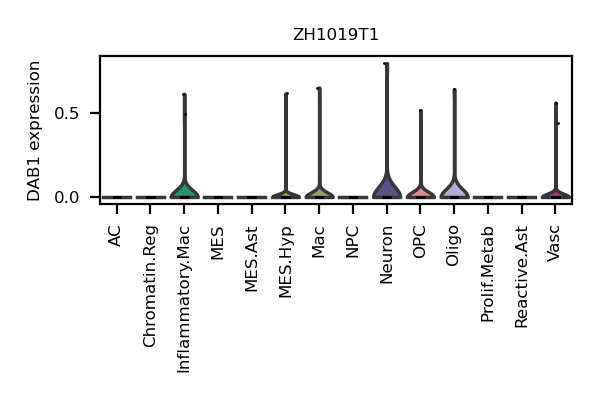 ZH1019T1
DAB1 expression
0.5
0.0
AC
Chromatin.Reg
Inflammatory.Mac
MES
MES.Ast
MES.Hyp
Mac
NPC
Neuron
OPC
Oligo
Prolif.Metab
Reactive.Ast
Vasc